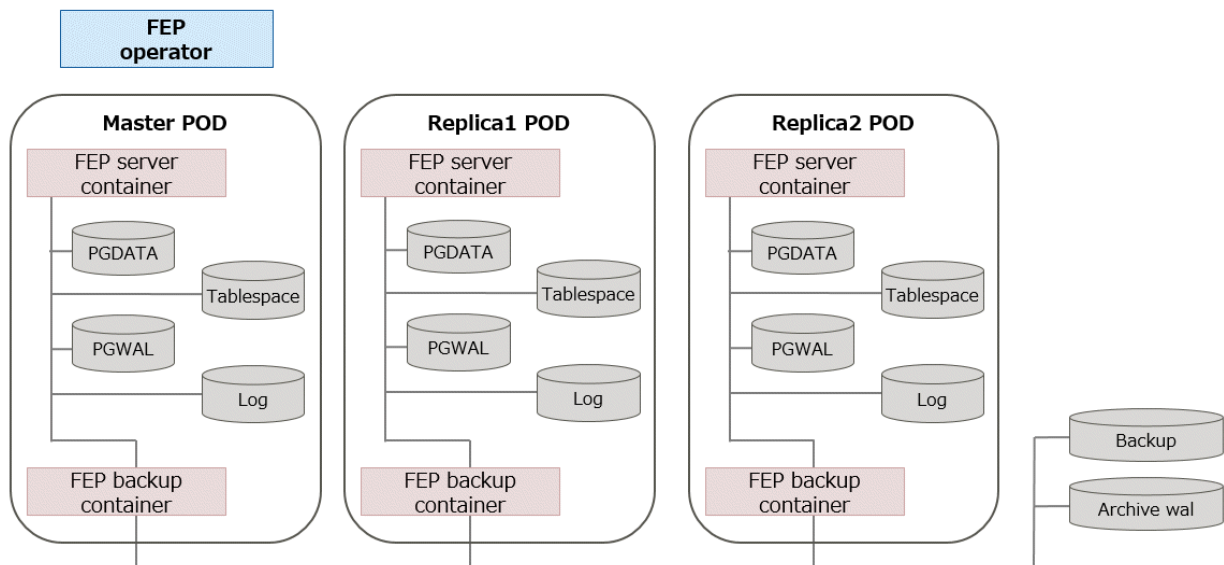 FEP
operator
Master POD
FEP server
container
PGDATA
Tablespace
PGWAL
Log
FEP backup
container
Replica1 POD
FEP server
container
PGDATA
Tablespace
PGWAL
Log
FEP backup
container
Replica2 POD
FEP server
container
PGDATA
Tablespace
PGWAL
Log
FEP backup
container
Backup
Archive wal